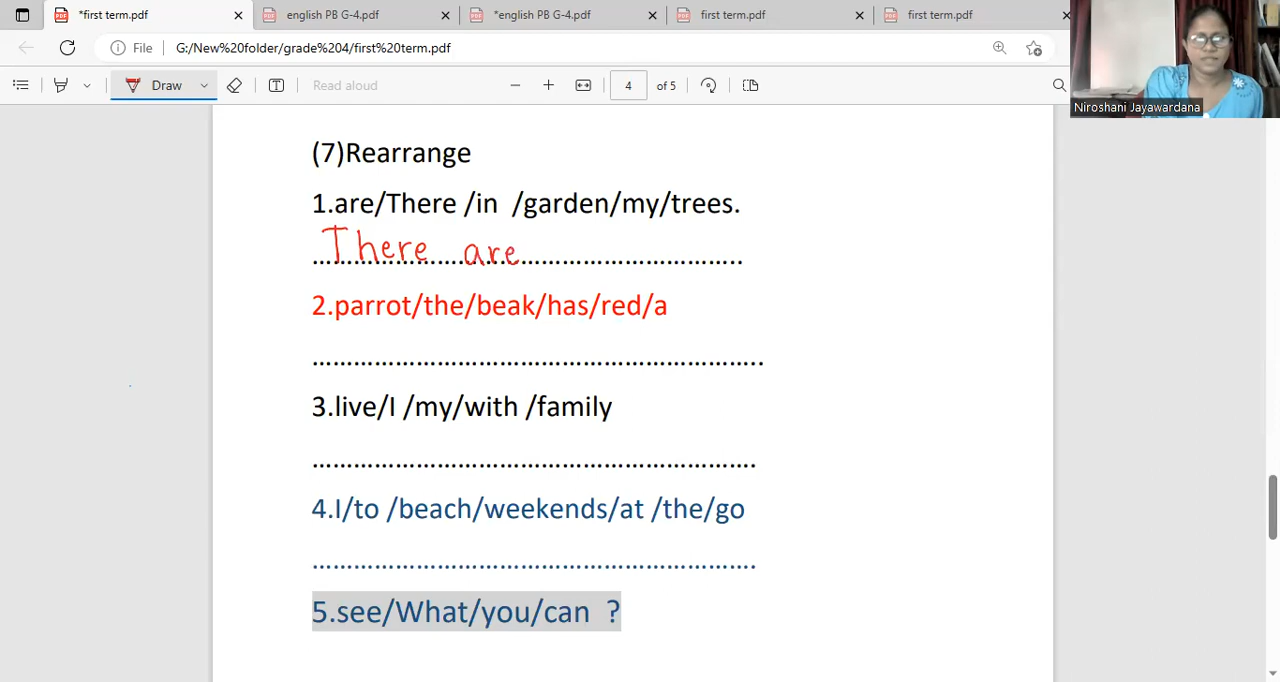 *first term.pdf english PB G-4.pdf *english PB G-4.pdf first term.pdf first term.pdf
File G:/New%20folder/grade%204/first%20term.pdf
Draw Read aloud 4 of 5
Niroshani Jayawardana
(7)Rearrange
1.are/There /in /garden/my/trees.
There are
2.parrot/the/beak/has/red/a
3.live/I /my/with /family
4.I/to /beach/weekends/at /the/go
5.see/What/you/can ?